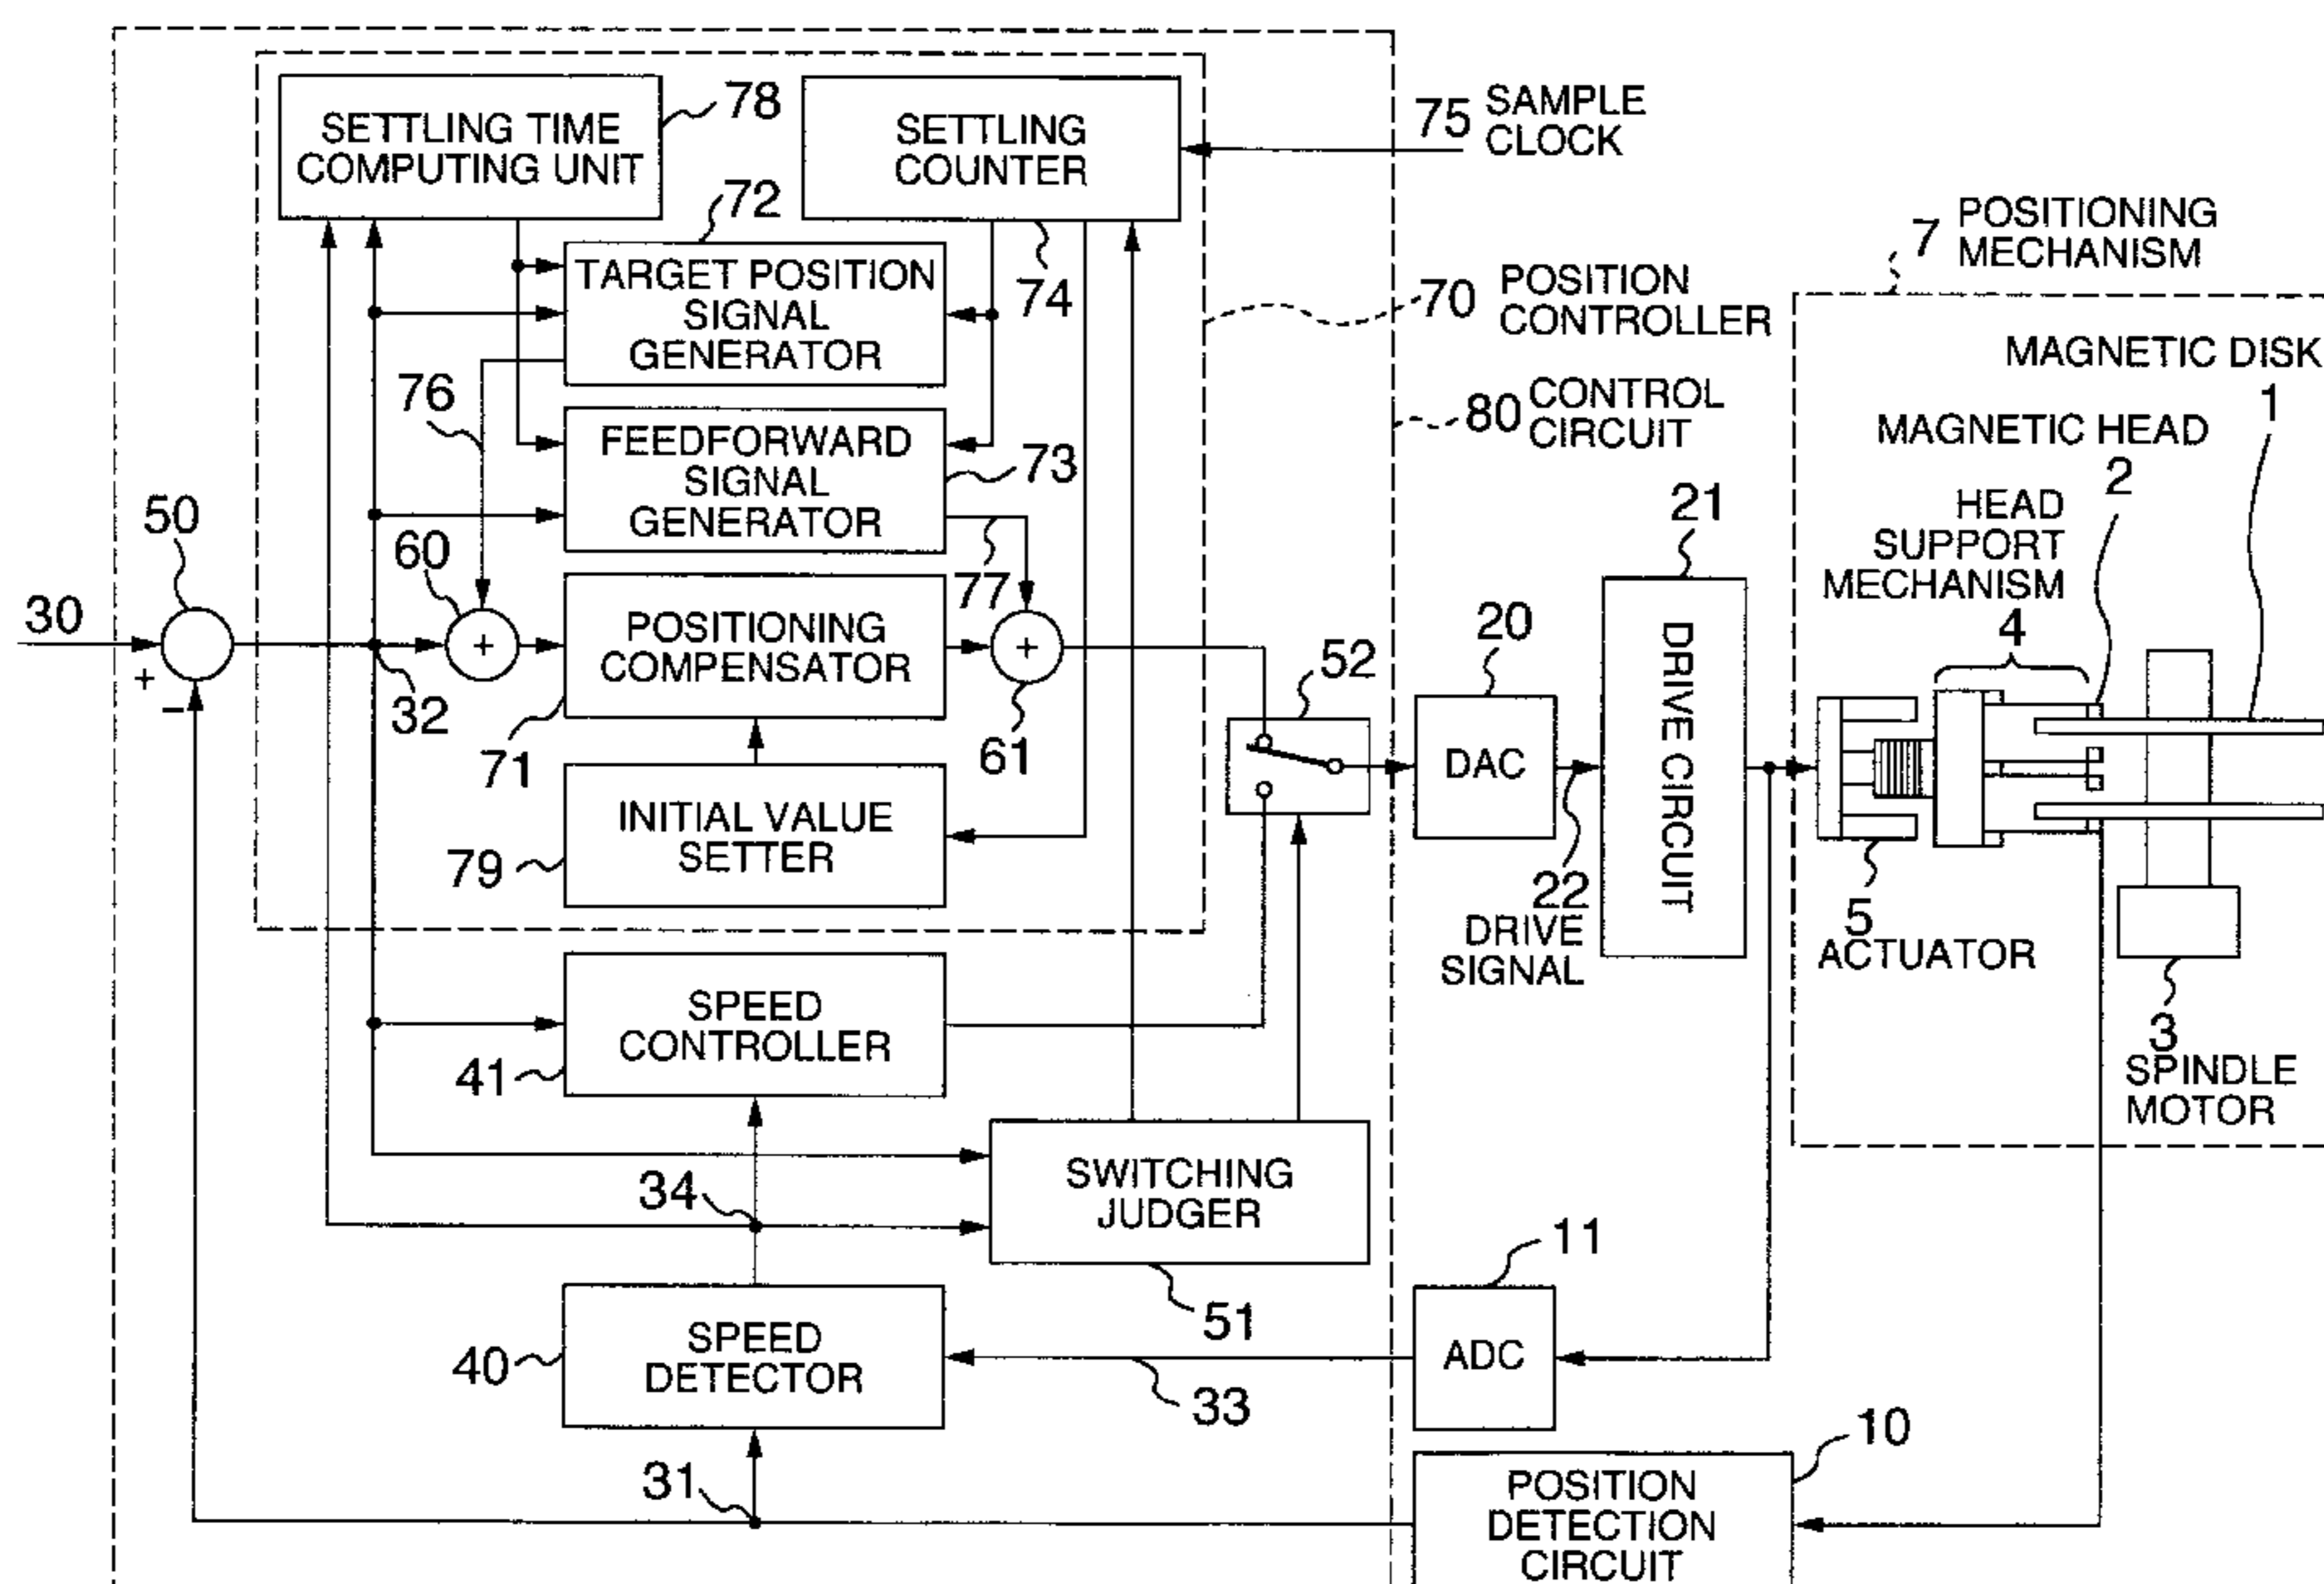 SETTLING TIME
COMPUTING UNIT
78
SETTLING
COUNTER
75 SAMPLE
CLOCK
72
74
TARGET POSITION
SIGNAL
GENERATOR
76
FEEDFORWARD
SIGNAL
GENERATOR
73
77
70 POSITION
CONTROLLER
80 CONTROL
CIRCUIT
7 POSITIONING
MECHANISM
MAGNETIC DISK
1
MAGNETIC HEAD
2
HEAD
SUPPORT
MECHANISM
4
50
30
+
−
32
60
+
POSITIONING
COMPENSATOR
71
+
61
52
20
DAC
21
DRIVE CIRCUIT
22
DRIVE
SIGNAL
5
ACTUATOR
3
SPINDLE
MOTOR
INITIAL VALUE
SETTER
79
SPEED
CONTROLLER
41
34
SWITCHING
JUDGER
51
SPEED
DETECTOR
40
33
11
ADC
31
10
POSITION
DETECTION
CIRCUIT